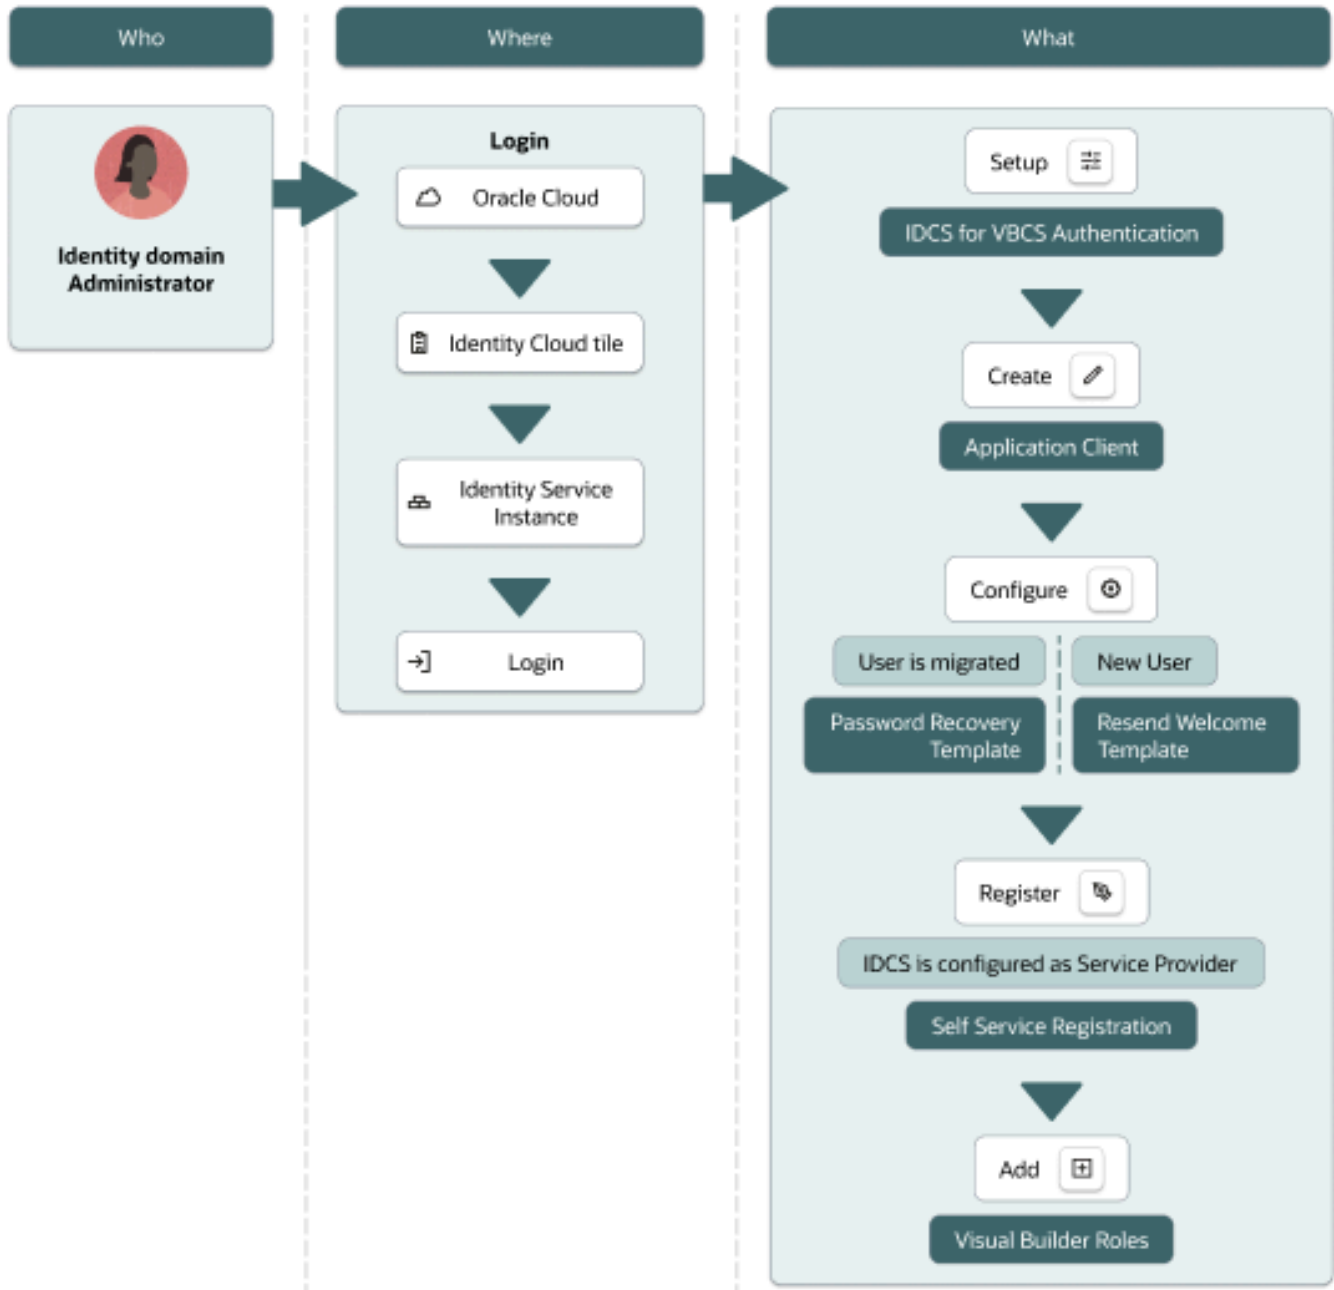 Who
Where
What
Identity domain
Administrator
Login
Oracle Cloud
Identity Cloud tile
Identity Service
Instance
Login
Setup
IDCS for VBCS Authentication
Create
Application Client
Configure
User is migrated
New User
Password Recovery
Template
Resend Welcome
Template
Register
IDCS is configured as Service Provider
Self Service Registration
Add
Visual Builder Roles